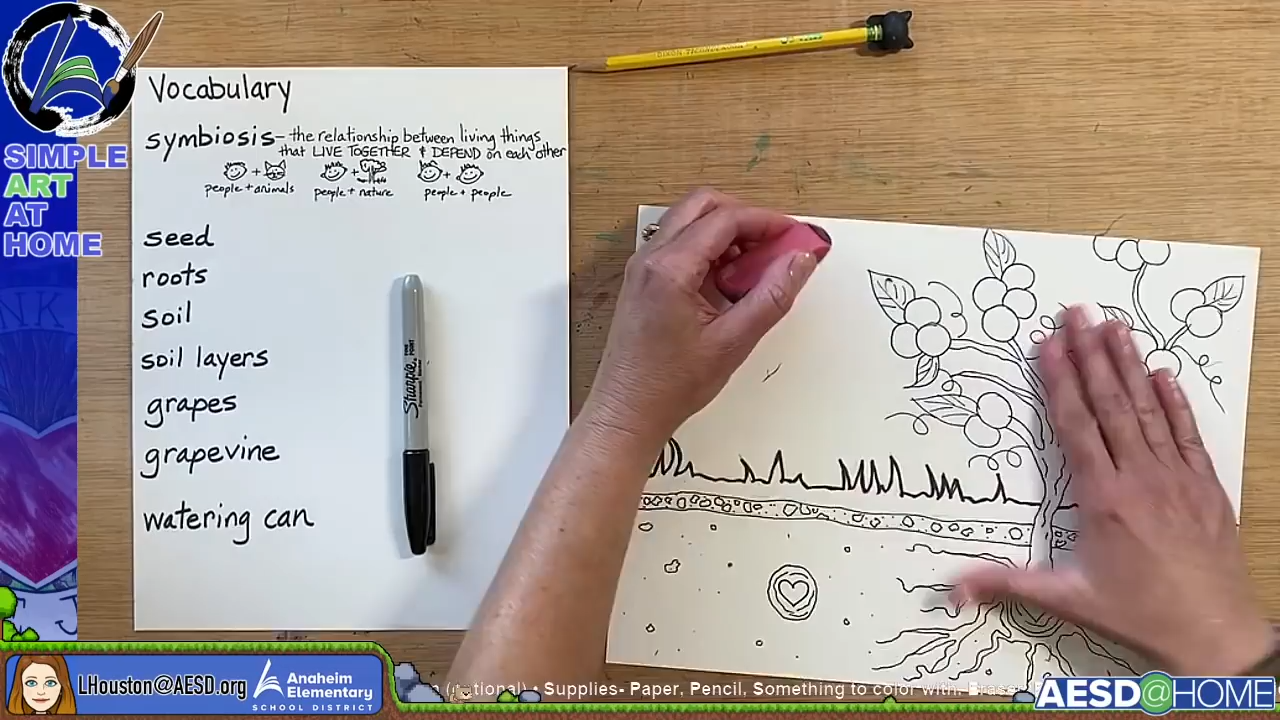 SIMPLE
ART
AT
HOME
Vocabulary
symbiosis - the relationship between living things
that LIVE TOGETHER & DEPEND on each other
people + animals
people + nature
people + people
seed
roots
soil
soil layers
grapes
grapevine
watering can
Sharpie
DIXON TICONDEROGA
LHouston@AESD.org
Anaheim
Elementary
SCHOOL DISTRICT
• Supplies- Paper, Pencil, Something to color with,
AESD@HOME